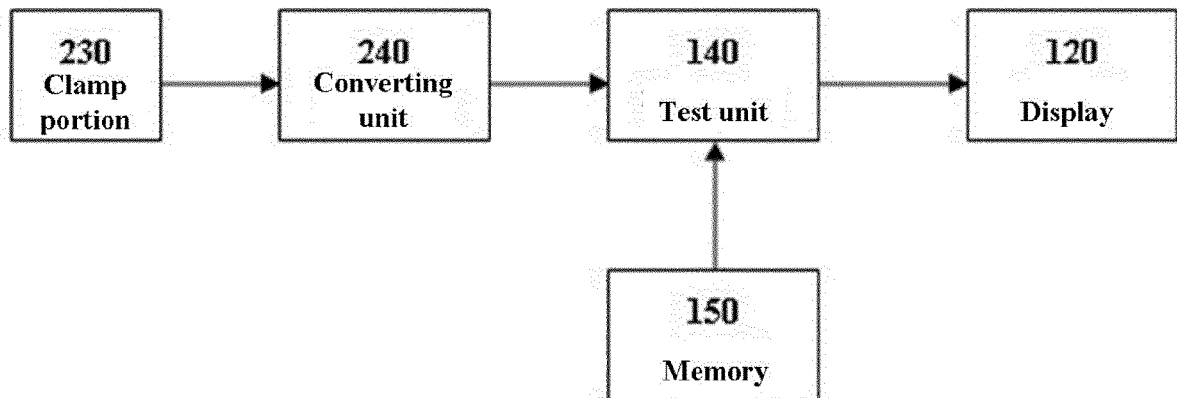 230
Clamp
portion
240
Converting
unit
140
Test unit
120
Display
150
Memory